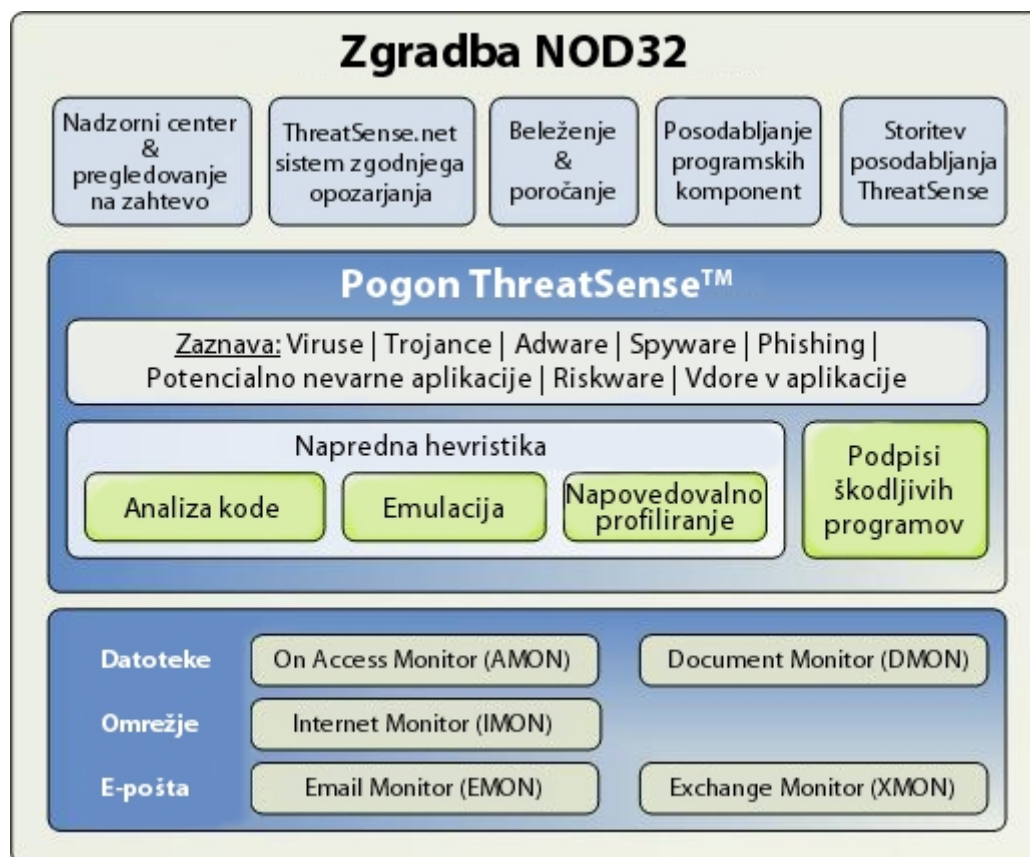 Zgradba NOD32
Nadzorni center
&
pregledovanje
na zahtevo
ThreatSense.net
sistem zgodnjega
opozarjanja
Beleženje
&
poročanje
Posodabljanje
programskih
komponent
Storitev
posodabljanja
ThreatSense
Pogon ThreatSense™
Zaznava: Viruse | Trojance | Adware | Spyware | Phishing |
Potencialno nevarne aplikacije | Riskware | Vdore v aplikacije
Napredna hevristika
Analiza kode
Emulacija
Napovedovalno
profiliranje
Podpisi
škodljivih
programov
Datoteke
On Access Monitor (AMON)
Document Monitor (DMON)
Omrežje
Internet Monitor (IMON)
E-pošta
Email Monitor (EMON)
Exchange Monitor (XMON)